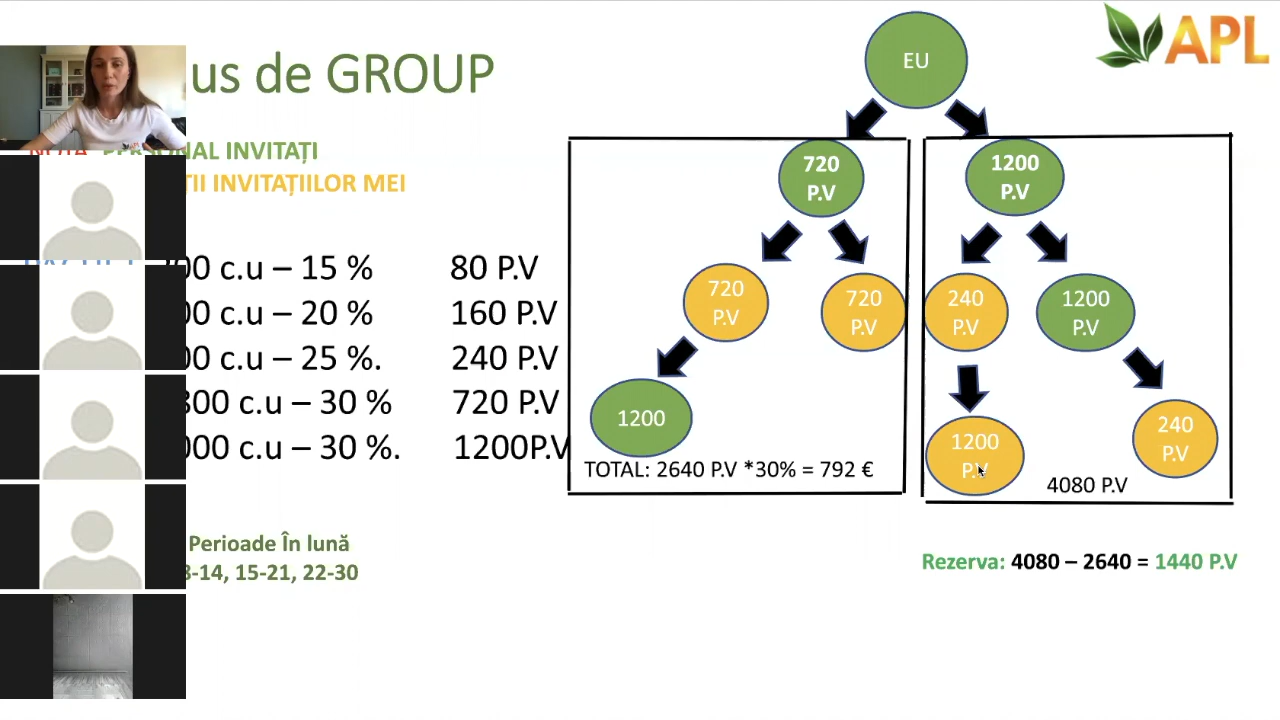 us de GROUP
PERSONAL INVITAȚI
TII INVITAȚIILOR MEI
00 c.u – 15 % 80 P.V
00 c.u – 20 % 160 P.V
00 c.u – 25 %. 240 P.V
800 c.u – 30 % 720 P.V
000 c.u – 30 %. 1200P.V
Perioade În lună
8-14, 15-21, 22-30
EU
720
P.V
720
P.V
720
P.V
1200
TOTAL: 2640 P.V *30% = 792 €
1200
P.V
240
P.V
1200
P.V
1200
P.V
240
P.V
4080 P.V
Rezerva: 4080 – 2640 = 1440 P.V
APL